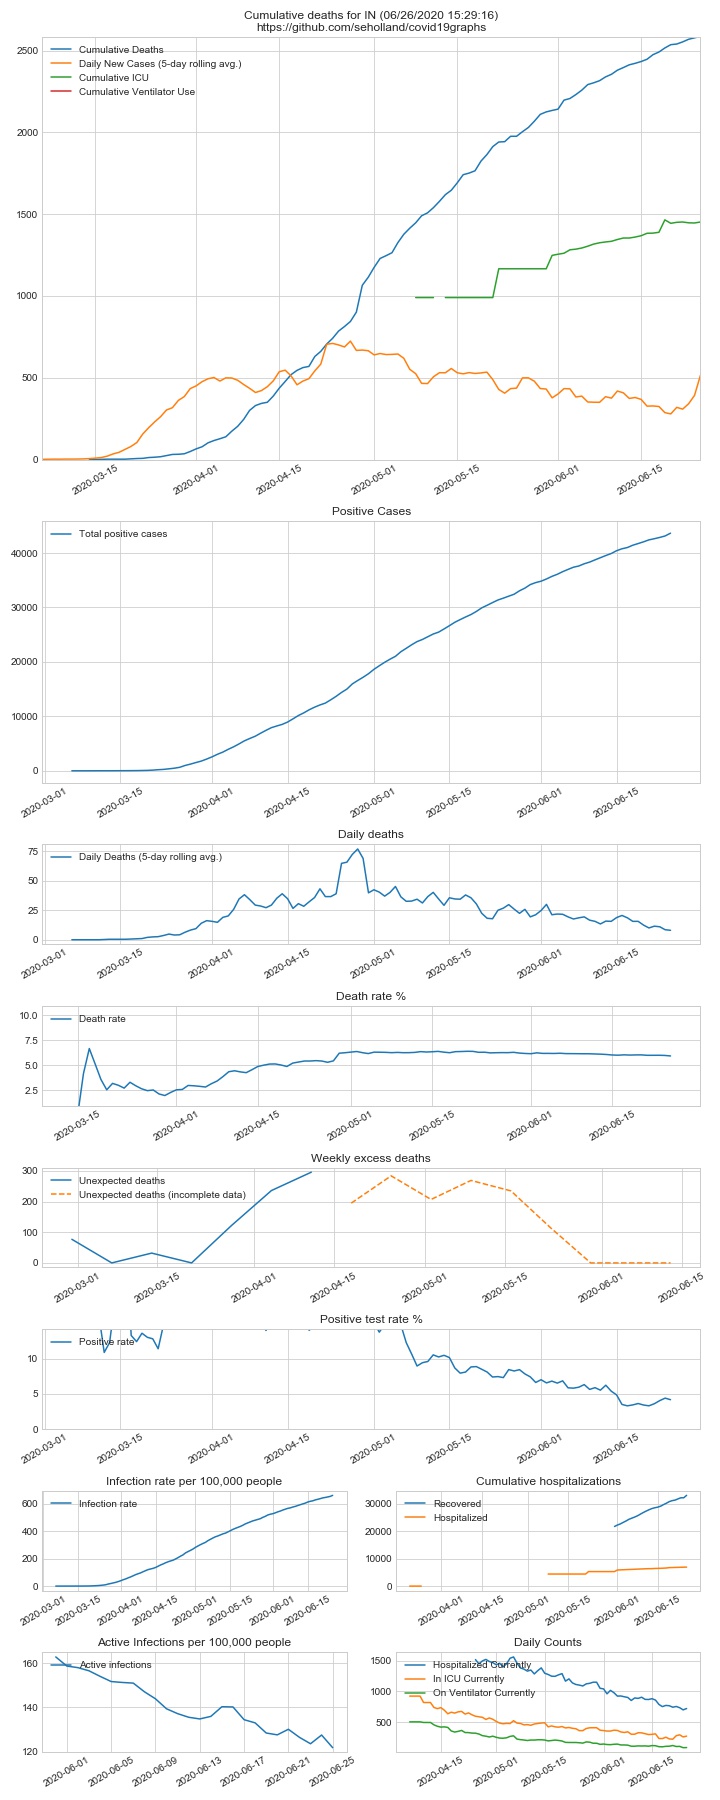 Cumulative deaths for IN (06/26/2020 15:29:16)
https://github.com/seholland/covid19graphs
2500
2000
1500
1000
500
0
Cumulative Deaths
Daily New Cases (5-day rolling avg.)
Cumulative ICU
Cumulative Ventilator Use
2020-03-15 2020-04-01 2020-04-15 2020-05-01 2020-05-15 2020-06-01 2020-06-15
Positive Cases
Total positive cases
40000
30000
20000
10000
0
2020-03-01 2020-03-15 2020-04-01 2020-04-15 2020-05-01 2020-05-15 2020-06-01 2020-06-15
Daily deaths
Daily Deaths (5-day rolling avg.)
75
50
25
0
2020-03-01 2020-03-15 2020-04-01 2020-04-15 2020-05-01 2020-05-15 2020-06-01 2020-06-15
Death rate %
Death rate
10.0
7.5
5.0
2.5
2020-03-15 2020-04-01 2020-04-15 2020-05-01 2020-05-15 2020-06-01 2020-06-15
Weekly excess deaths
Unexpected deaths
Unexpected deaths (incomplete data)
300
200
100
0
2020-03-01 2020-03-15 2020-04-01 2020-04-15 2020-05-01 2020-05-15 2020-06-01 2020-06-15
Positive test rate %
Positive rate
10
5
0
2020-03-01 2020-03-15 2020-04-01 2020-04-15 2020-05-01 2020-05-15 2020-06-01 2020-06-15
Infection rate per 100,000 people
Infection rate
600
400
200
0
2020-03-01 2020-03-15 2020-04-01 2020-04-15 2020-05-01 2020-05-15 2020-06-01 2020-06-15
Cumulative hospitalizations
Recovered
Hospitalized
30000
20000
10000
0
2020-04-01 2020-04-15 2020-05-01 2020-05-15 2020-06-01 2020-06-15
Active Infections per 100,000 people
Active infections
160
140
120
2020-06-01 2020-06-05 2020-06-09 2020-06-13 2020-06-17 2020-06-21 2020-06-25
Daily Counts
Hospitalized Currently
In ICU Currently
On Ventilator Currently
1500
1000
500
2020-04-15 2020-05-01 2020-05-15 2020-06-01 2020-06-15